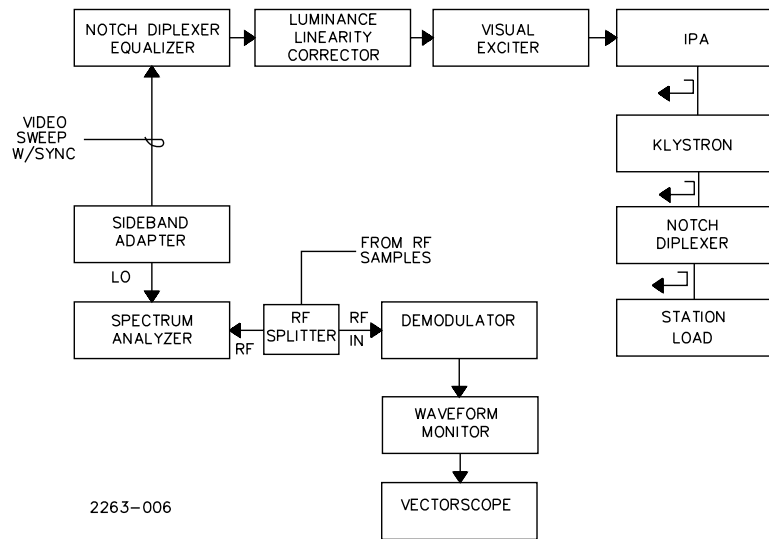 NOTCH DIPLEXER
EQUALIZER
LUMINANCE
LINEARITY
CORRECTOR
VISUAL
EXCITER
IPA
VIDEO
SWEEP
W/SYNC
KLYSTRON
SIDEBAND
ADAPTER
NOTCH
DIPLEXER
FROM RF
SAMPLES
LO
SPECTRUM
ANALYZER
RF
RF
SPLITTER
RF
IN
DEMODULATOR
STATION
LOAD
WAVEFORM
MONITOR
VECTORSCOPE
2263-006